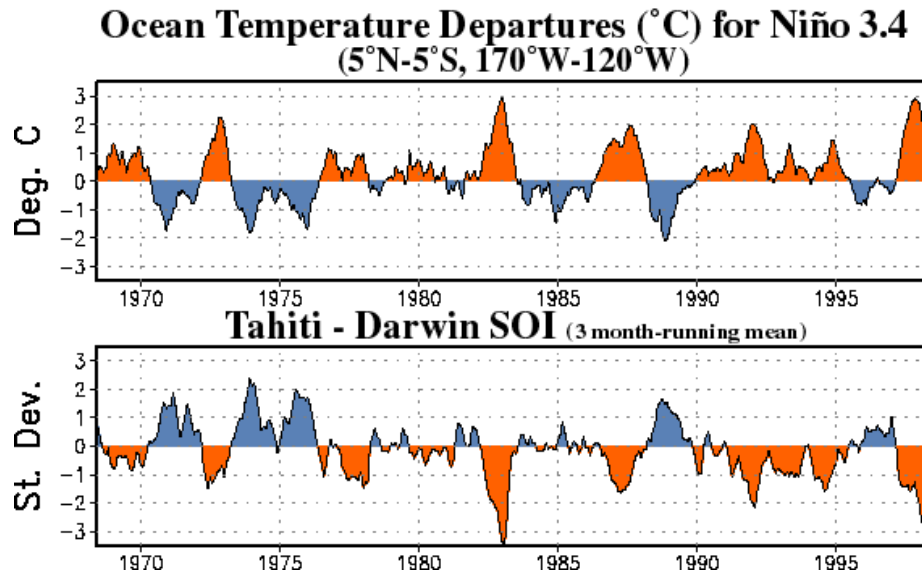 Ocean Temperature Departures (˚C) for Niño 3.4
(5˚N-5˚S, 170˚W-120˚W)
Deg. C
3
2
1
0
-1
-2
-3
1970 1975 1980 1985 1990 1995
Tahiti - Darwin SOI (3 month-running mean)
St. Dev.
3
2
1
0
-1
-2
-3
1970 1975 1980 1985 1990 1995